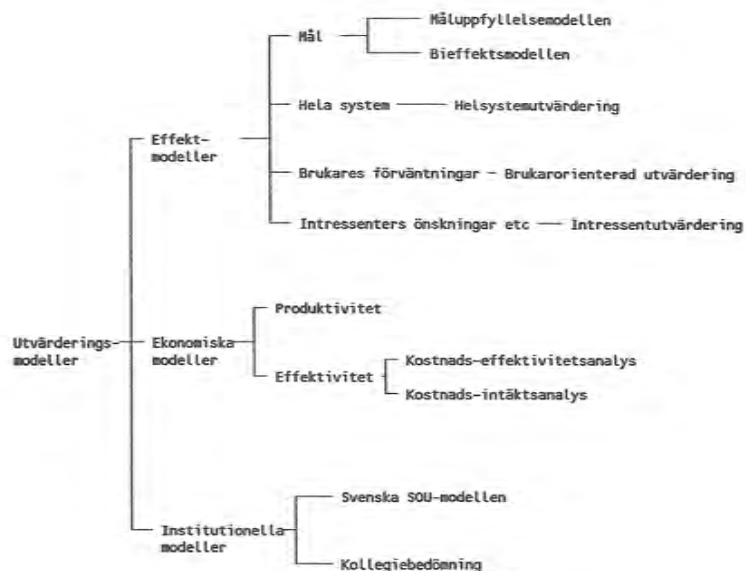 Måluppfyllelsemodellen
Mål
Bieffektsmodellen
Hela system Helsystemutvärdering
Effekt-
modeller
Brukares förväntningar - Brukarorienterad utvärdering
Intressenters önskningar etc Intressentutvärdering
Produktivitet
Utvärderings-
modeller
Ekonomiska
modeller
Kostnads-effektivitetsanalys
Effektivitet
Kostnads-intäktsanalys
Svenska SOU-modellen
Institutionella
modeller
Kollegiebedömning